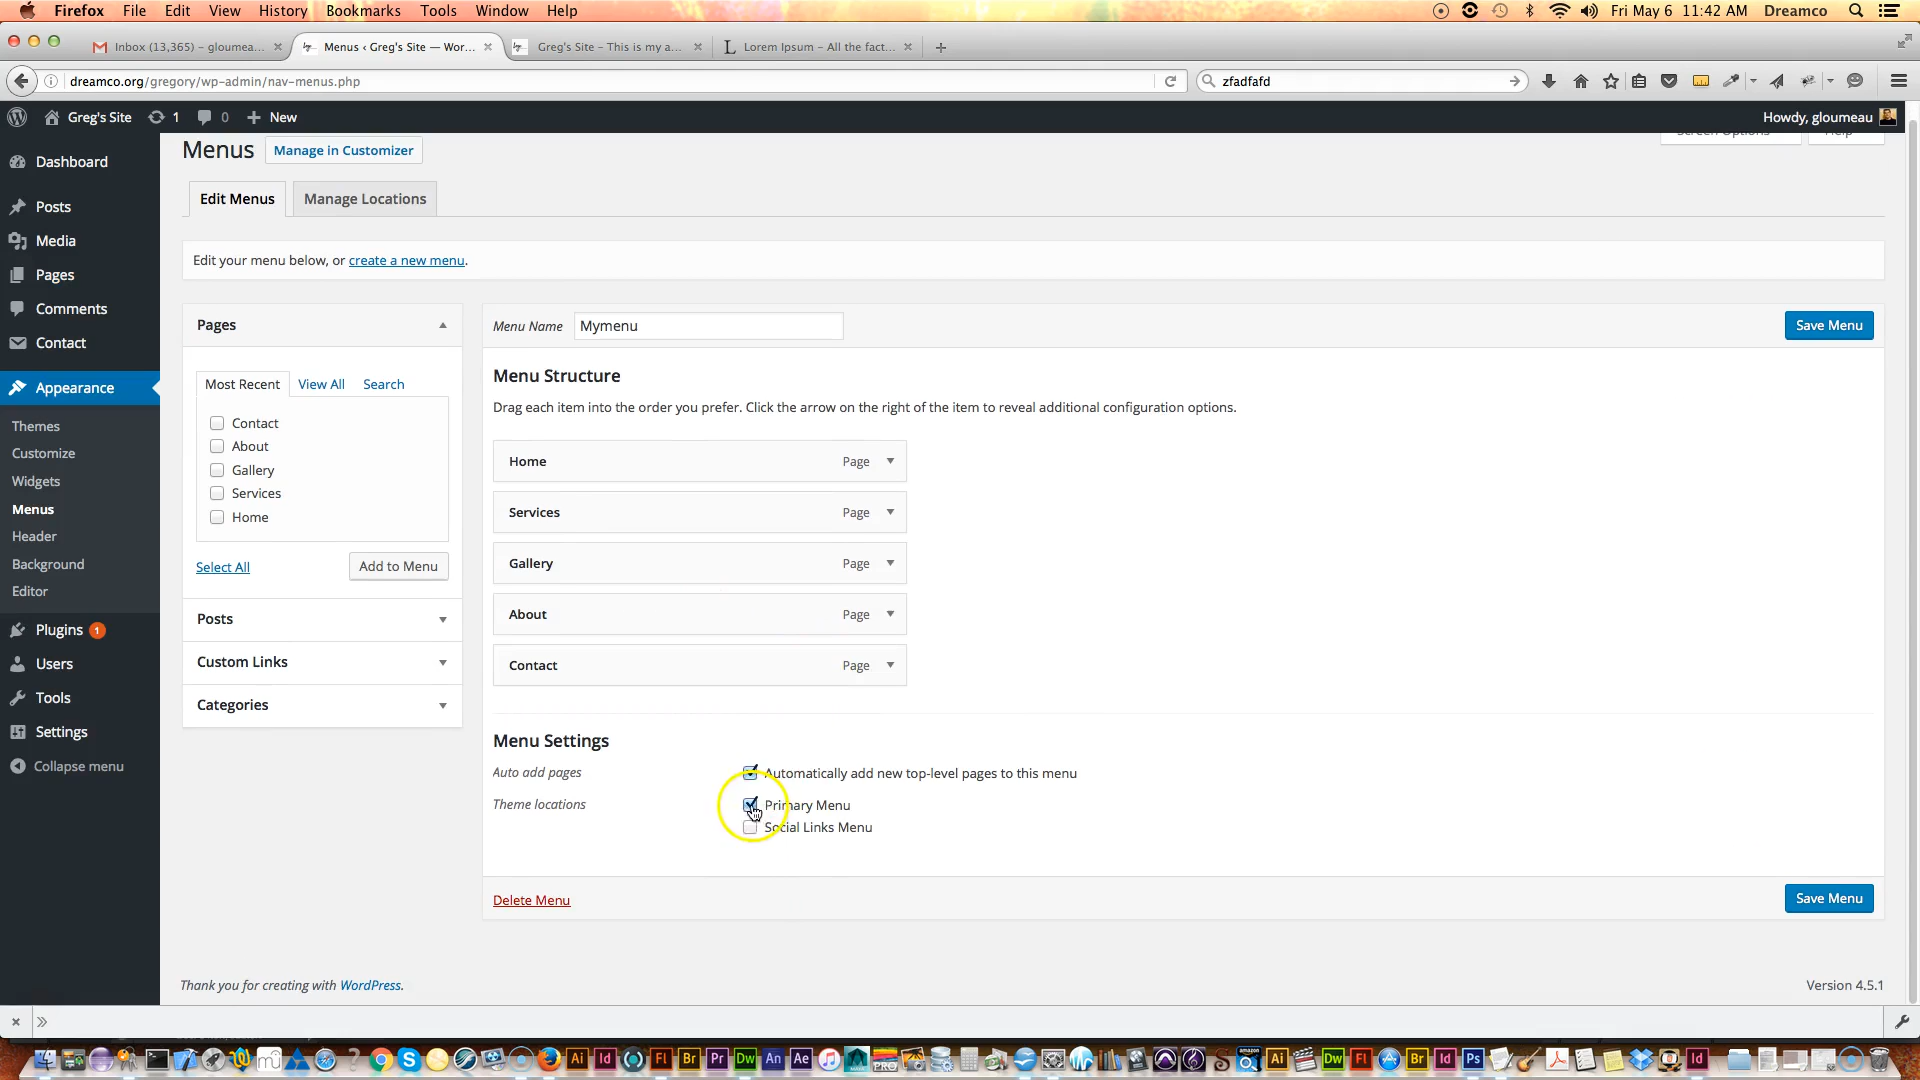 Firefox File Edit View History Bookmarks Tools Window Help Fri May 6 11:42 AM Dreamco
Inbox (13,365) – gloumea... Menus ‹ Greg's Site — Wor... Greg's Site – This is my a... Lorem Ipsum – All the fact...
dreamco.org/gregory/wp-admin/nav-menus.php zfadfafd
Greg's Site 1 0 New Howdy, gloumeau
Screen Options Help
Menus Manage in Customizer
Edit Menus Manage Locations
Edit your menu below, or create a new menu.
Dashboard
Posts
Media
Pages
Comments
Contact
Appearance
Themes
Customize
Widgets
Menus
Header
Background
Editor
Plugins 1
Users
Tools
Settings
Collapse menu
Pages
Most Recent View All Search
Contact
About
Gallery
Services
Home
Select All Add to Menu
Posts
Custom Links
Categories
Menu Name Mymenu Save Menu
Menu Structure
Drag each item into the order you prefer. Click the arrow on the right of the item to reveal additional configuration options.
Home Page
Services Page
Gallery Page
About Page
Contact Page
Menu Settings
Auto add pages Automatically add new top-level pages to this menu
Theme locations Primary Menu
Social Links Menu
Delete Menu Save Menu
Thank you for creating with WordPress. Version 4.5.1